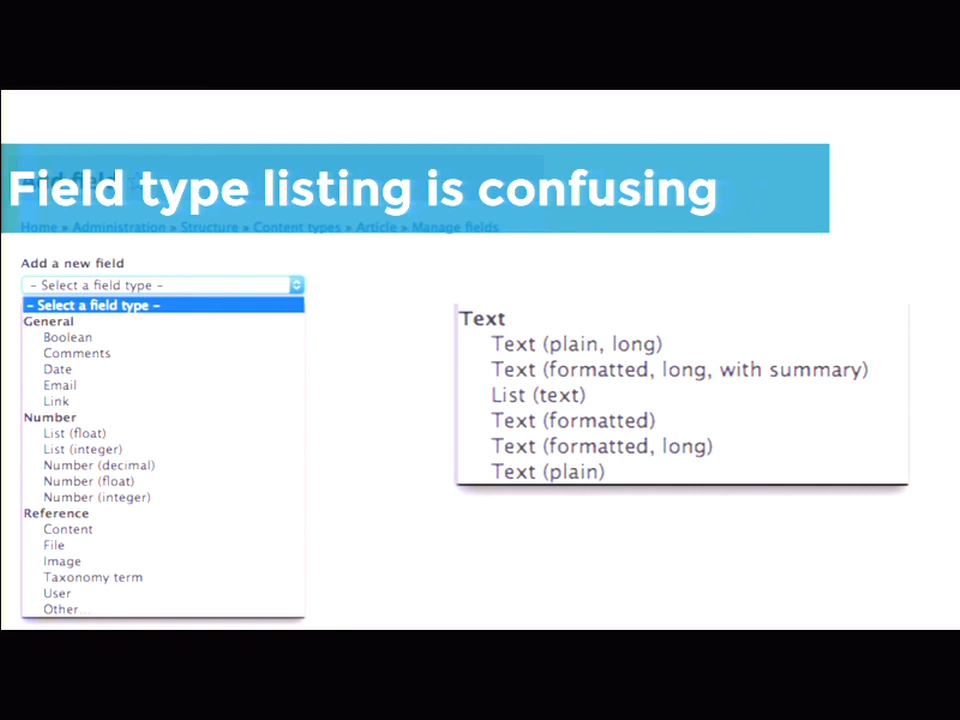 Field type listing is confusing
Add field
Home » Administration » Structure » Content types » Article » Manage fields
Add a new field
– Select a field type –
– Select a field type –
General
Boolean
Comments
Date
Email
Link
Number
List (float)
List (integer)
Number (decimal)
Number (float)
Number (integer)
Reference
Content
File
Image
Taxonomy term
User
Other...
Text
Text (plain, long)
Text (formatted, long, with summary)
List (text)
Text (formatted)
Text (formatted, long)
Text (plain)